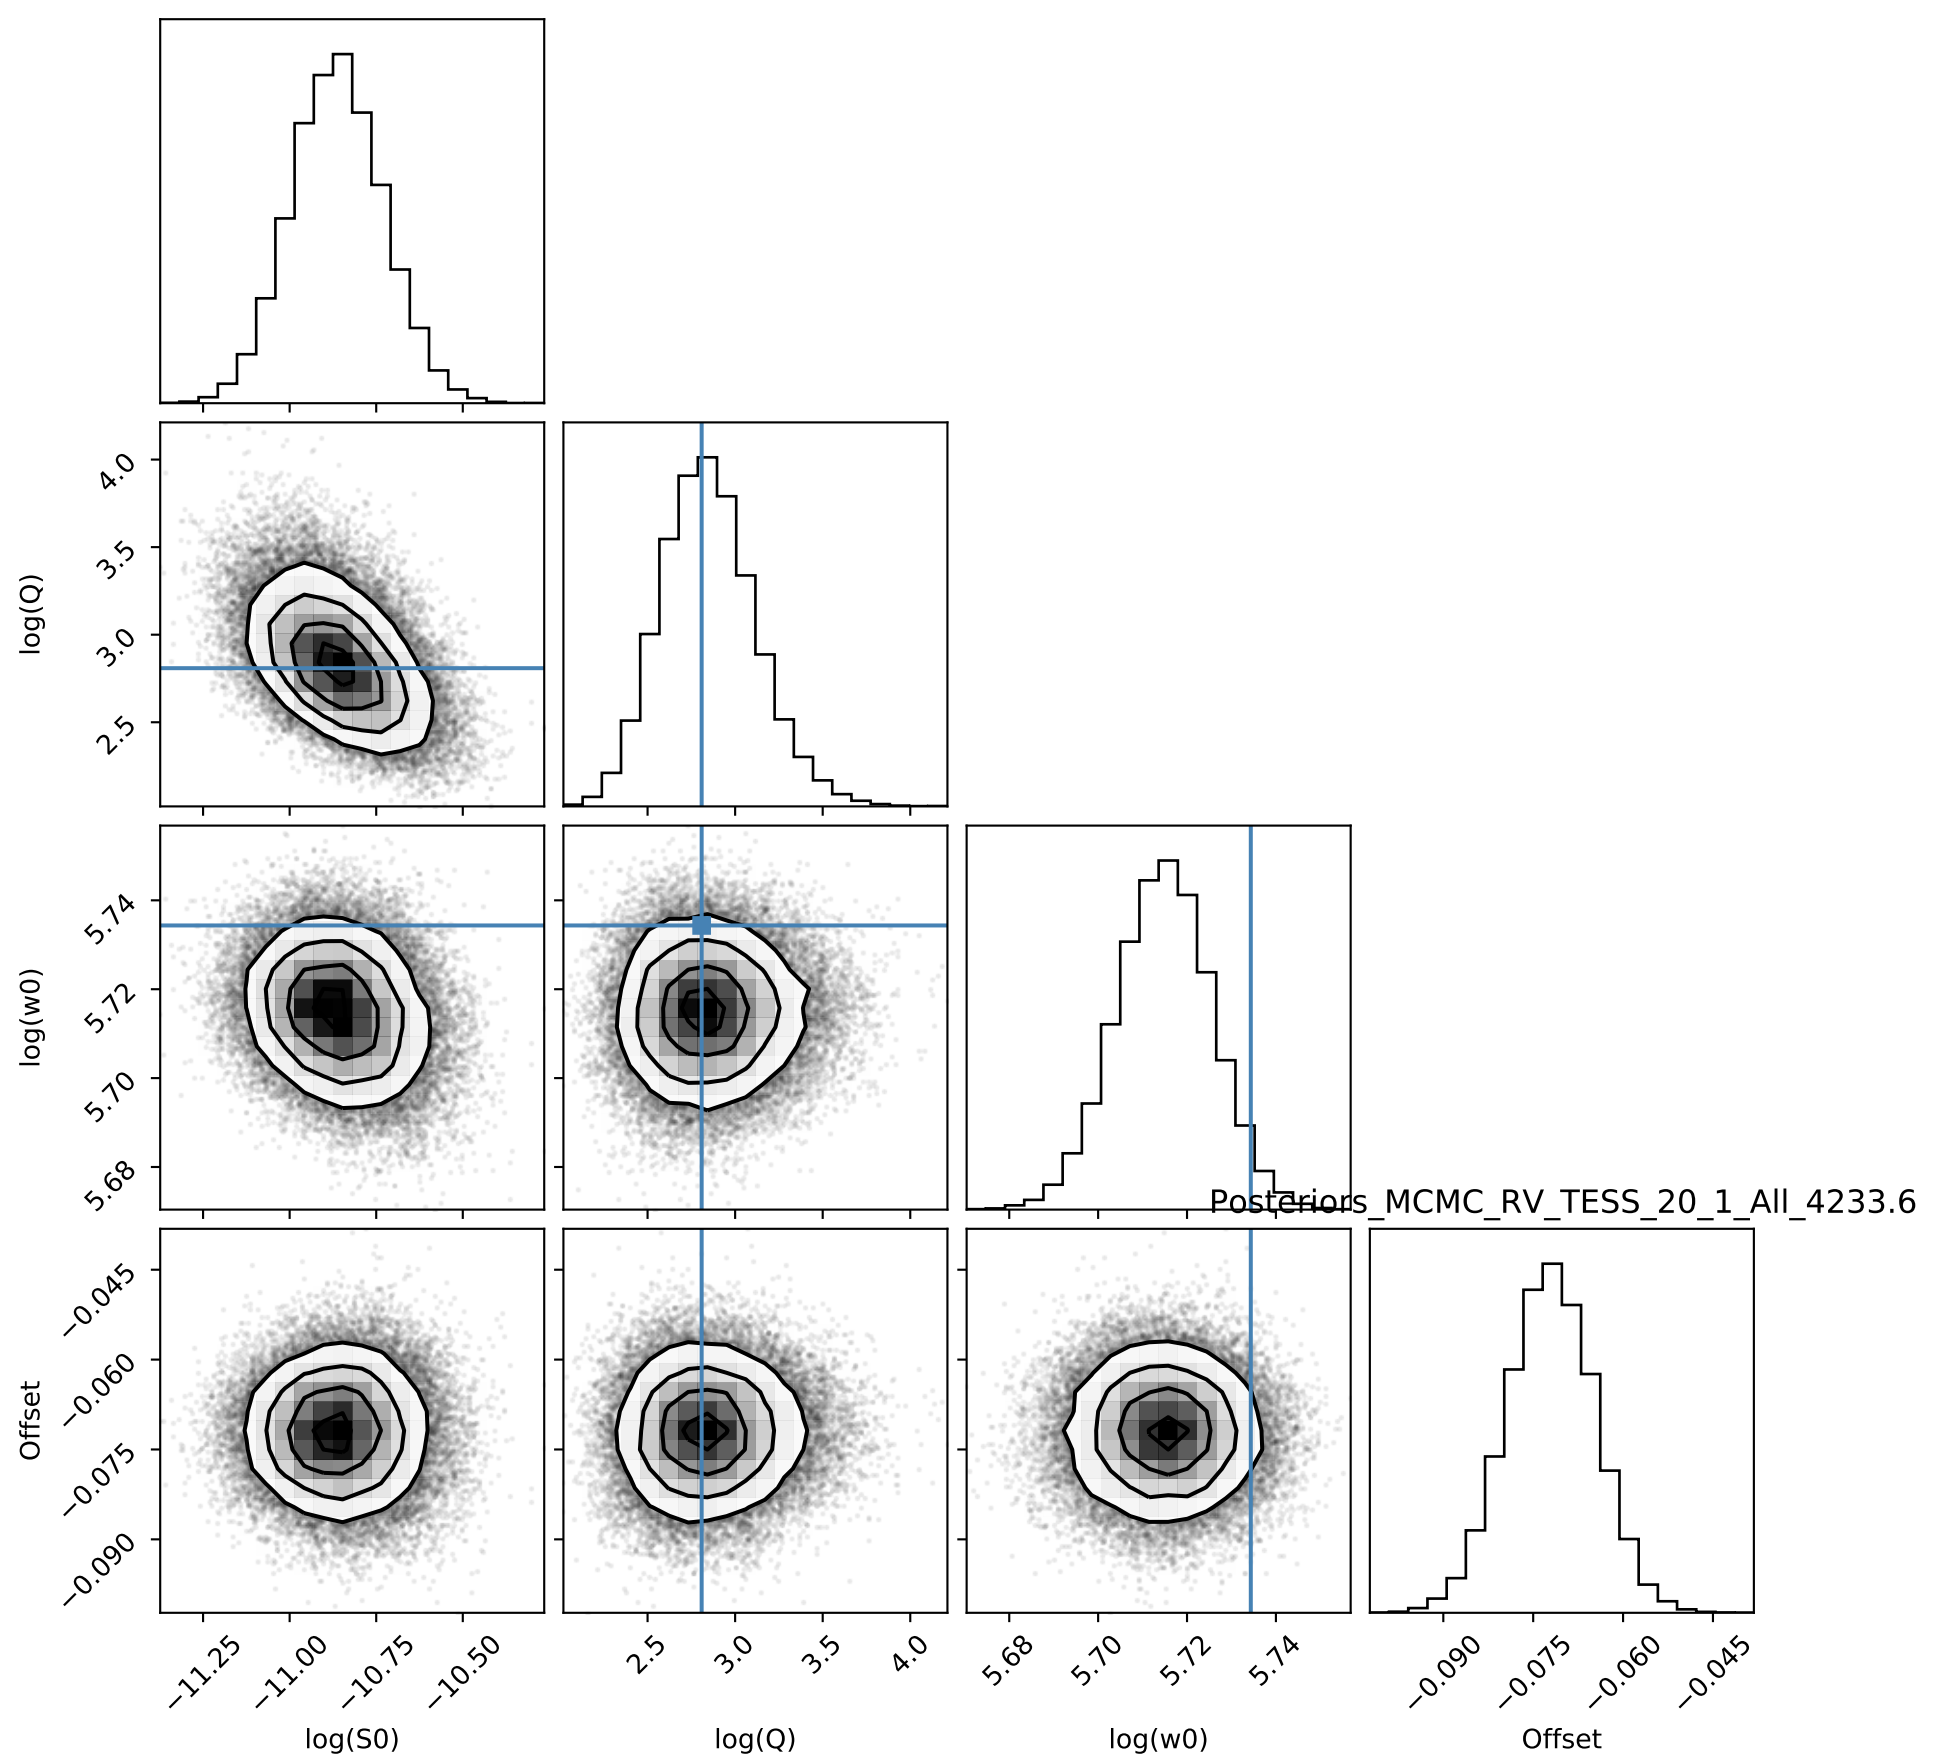 log(Q)
4.0
3.5
3.0
2.5
log(w0)
5.74
5.72
5.70
5.68
Posteriors_MCMC_RV_TESS_20_1_All_4233.6
Offset
−0.045
−0.060
−0.075
−0.090
−11.25 −11.00 −10.75 −10.50 2.5 3.0 3.5 4.0 5.68 5.70 5.72 5.74 −0.090 −0.075 −0.060 −0.045
log(S0) log(Q) log(w0) Offset